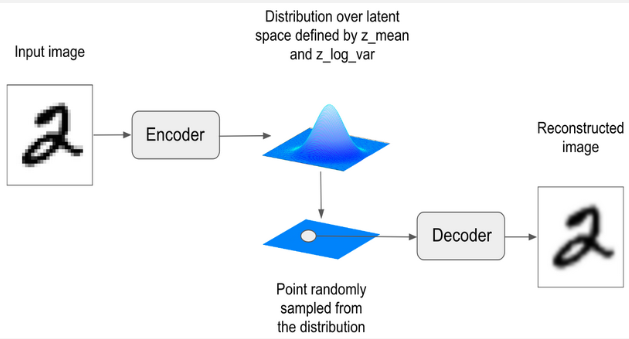 Input image
Distribution over latent
space defined by z_mean
and z_log_var
Encoder
Point randomly
sampled from
the distribution
Decoder
Reconstructed
image